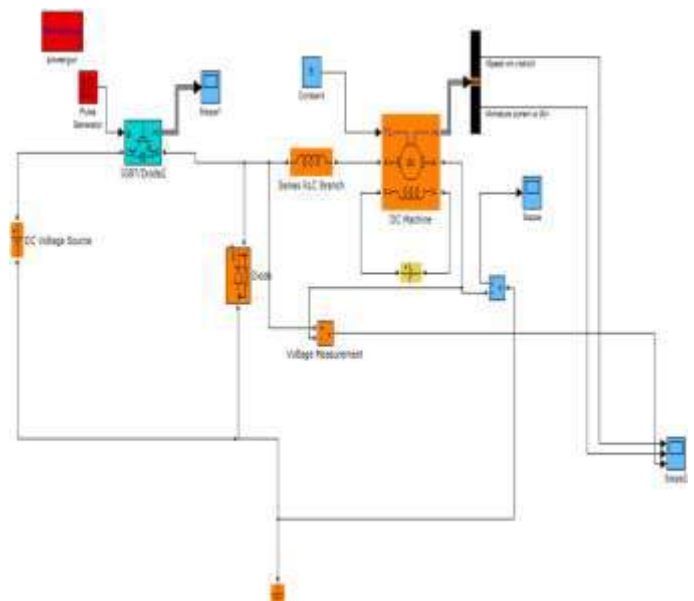 powergui
Pulse
Generator
Scope1
Constant
Speed wm (rad/s)
Armature current ia (A)
IGBT/Diode2
Series RLC Branch
DC Machine
Scope
DC Voltage Source
Diode
Voltage Measurement
Scope2